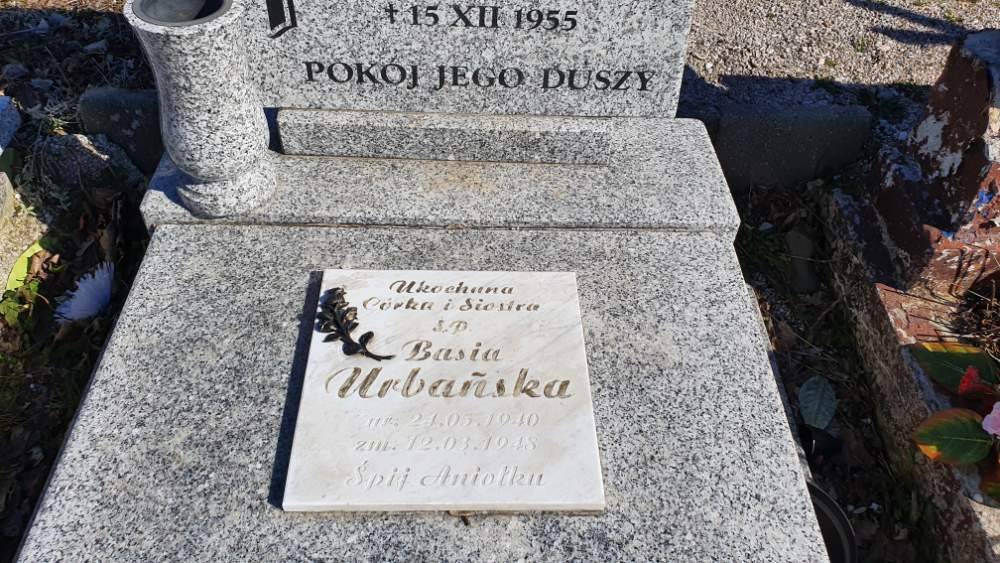 ✝ 15 XII 1955
POKÓJ JEGO DUSZY
Ukochana
Córka i Siostra
Ś.P.
Basia
Urbańska
ur. 24.05.1940
zm. 12.03.1948
Śpij Aniołku